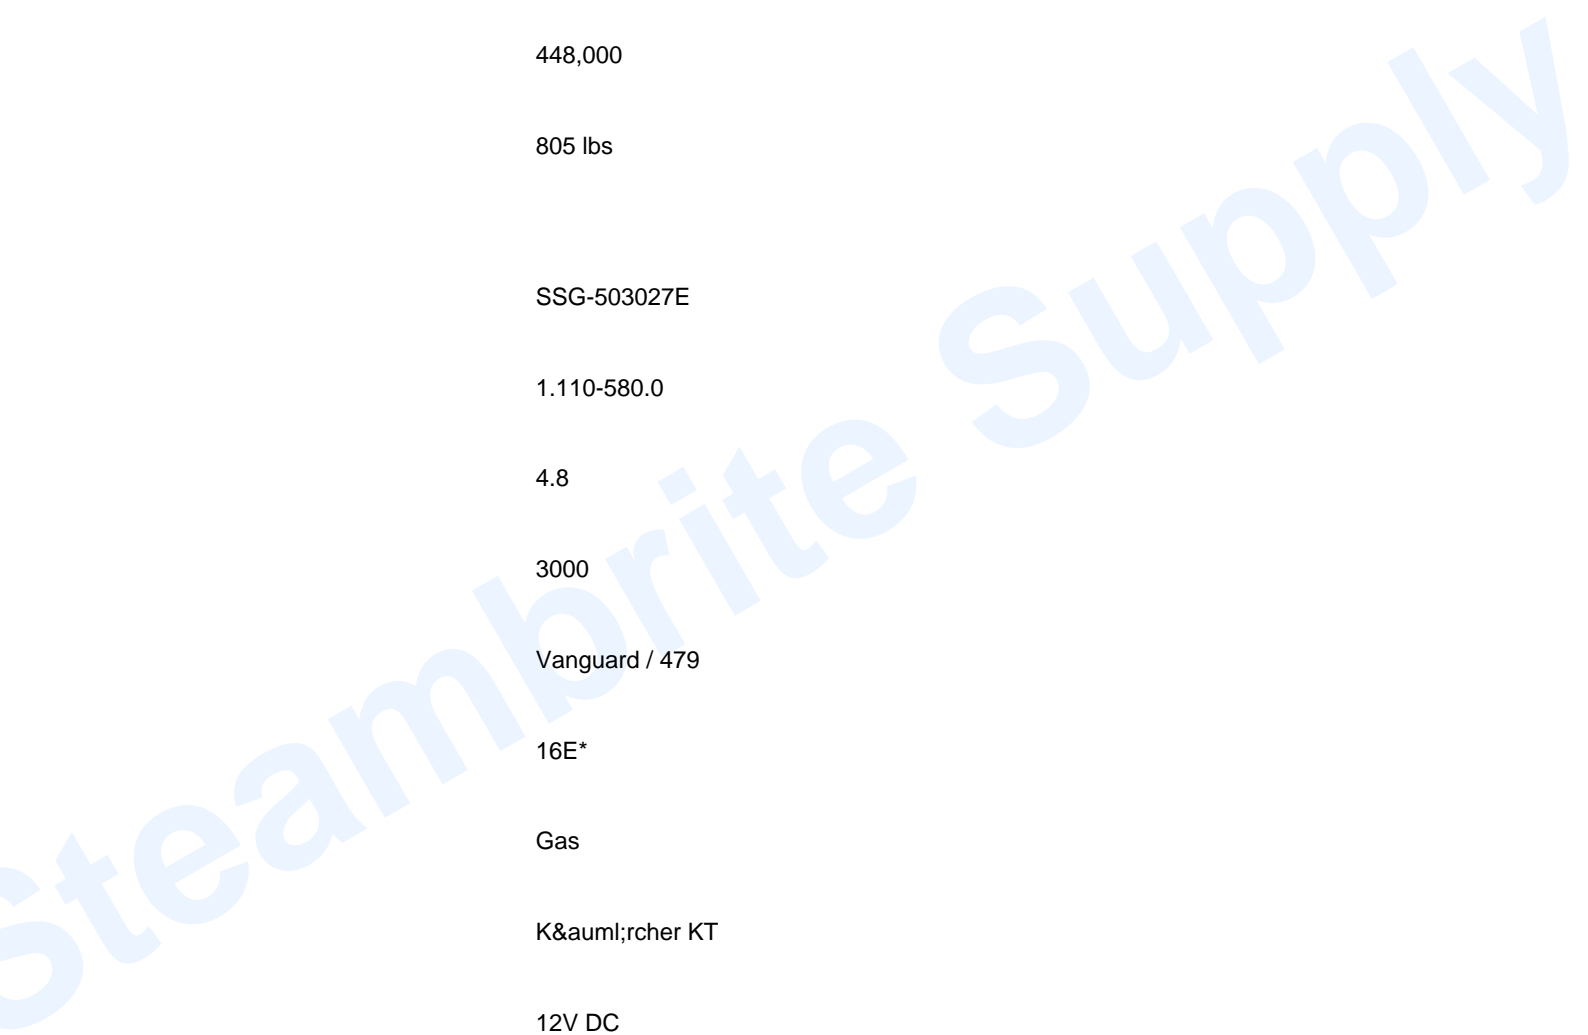 448,000
805 lbs
SSG-503027E
1.110-580.0
4.8
3000
Vanguard / 479
16E*
Gas
K&auml;rcher KT
12V DC
Steambrite Supply